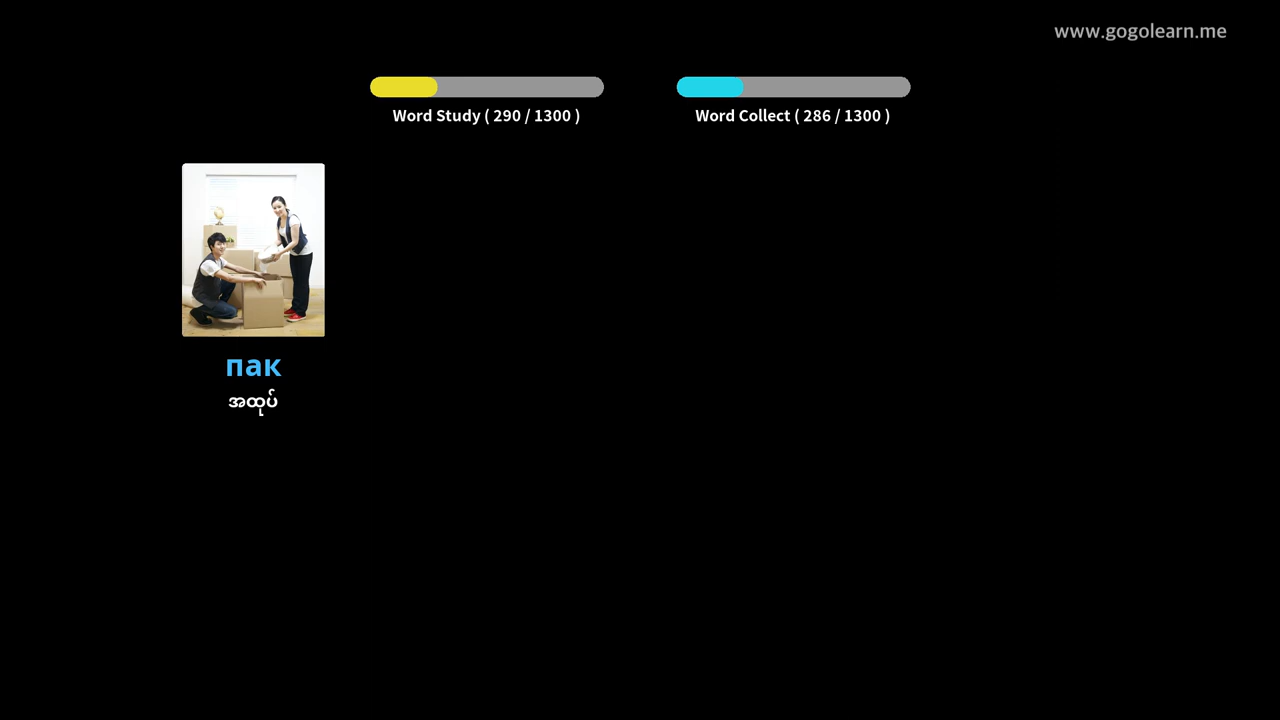 www.gogolearn.me
Word Study ( 290 / 1300 )
Word Collect ( 286 / 1300 )
пак
အထုပ်